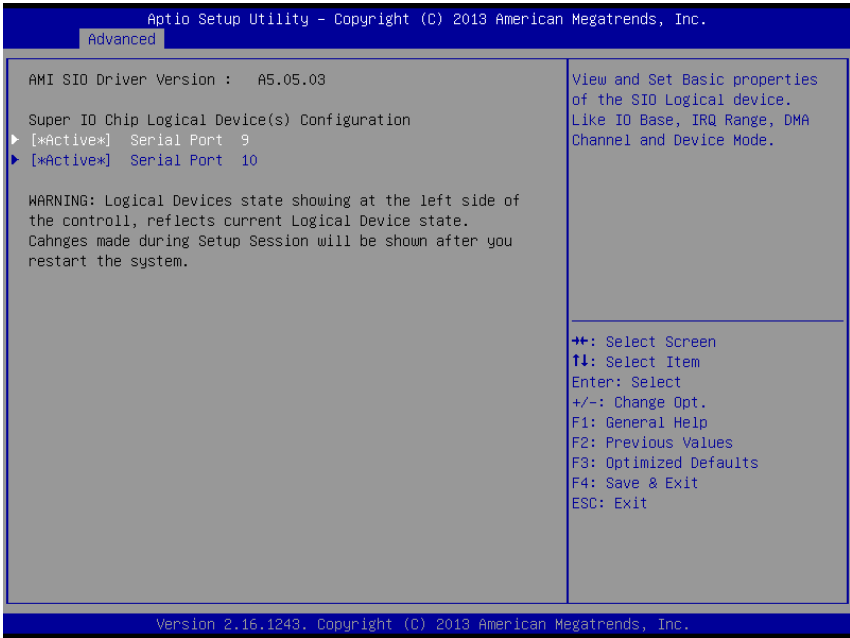 Aptio Setup Utility – Copyright (C) 2013 American Megatrends, Inc.
Advanced
AMI SIO Driver Version :   A5.05.03
Super IO Chip Logical Device(s) Configuration
[*Active*]  Serial Port  9
[*Active*]  Serial Port  10
WARNING: Logical Devices state showing at the left side of
the controll, reflects current Logical Device state.
Cahnges made during Setup Session will be shown after you
restart the system.
View and Set Basic properties
of the SIO Logical device.
Like IO Base, IRQ Range, DMA
Channel and Device Mode.
→←: Select Screen
↑↓: Select Item
Enter: Select
+/-: Change Opt.
F1: General Help
F2: Previous Values
F3: Optimized Defaults
F4: Save & Exit
ESC: Exit
Version 2.16.1243. Copyright (C) 2013 American Megatrends, Inc.